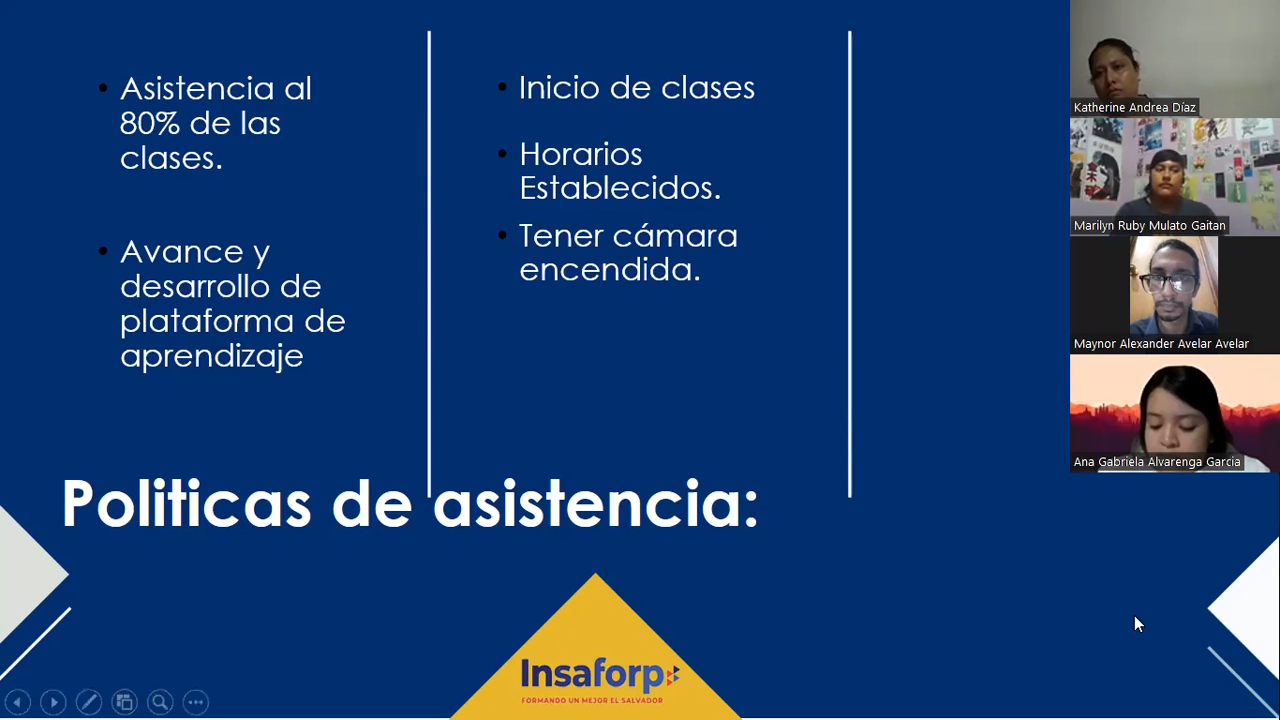 Asistencia al
80% de las
clases.
Avance y
desarrollo de
plataforma de
aprendizaje
Inicio de clases
Horarios
Establecidos.
Tener cámara
encendida.
Politicas de asistencia:
Insaforp
FORMANDO UN MEJOR EL SALVADOR
Katherine Andrea Díaz
Marilyn Ruby Mulato Gaitan
Maynor Alexander Avelar Avelar
Ana Gabriela Alvarenga Garcia